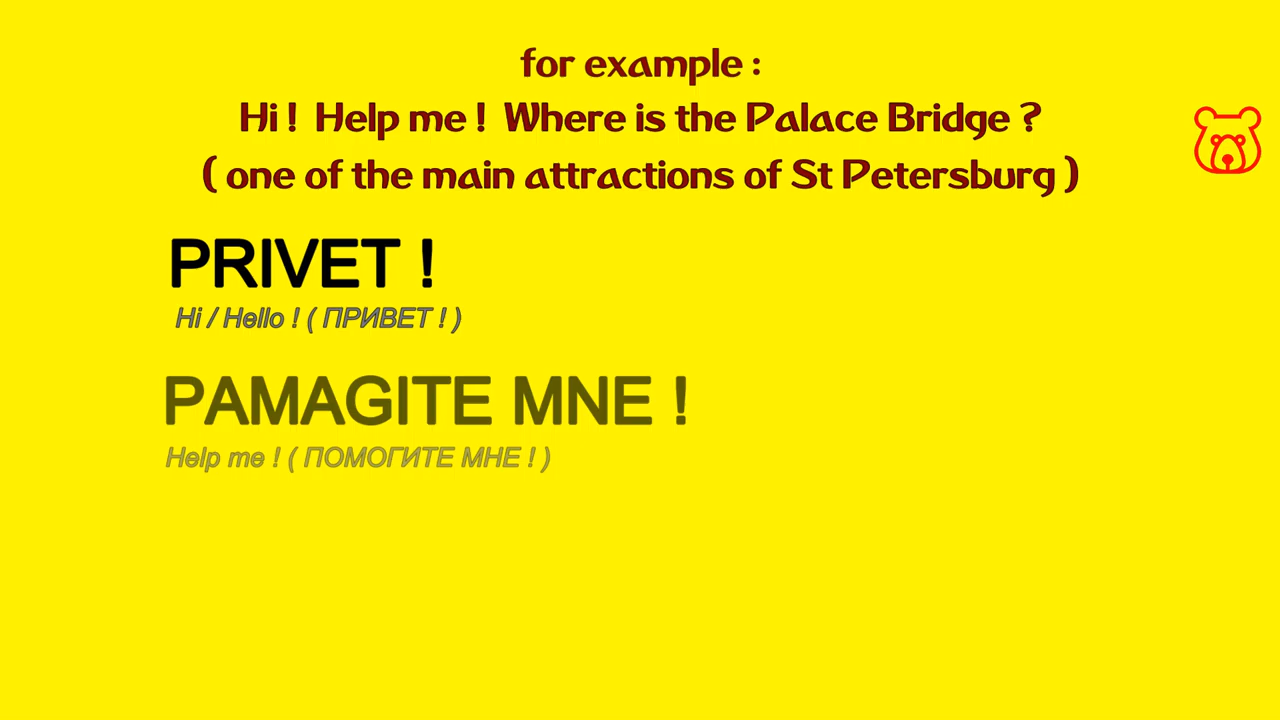 for example :
Hi ! Help me ! Where is the Palace Bridge ?
( one of the main attractions of St Petersburg )
PRIVET !
Hi / Hello ! ( ПРИВЕТ ! )
PAMAGITE MNE !
Help me ! ( ПОМОГИТЕ МНЕ ! )